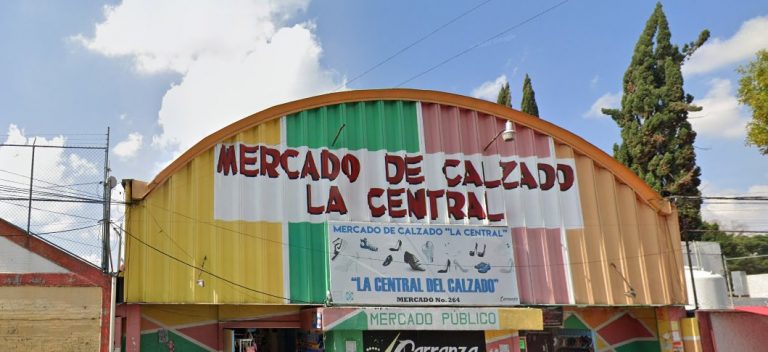 MERCADO DE CALZADO
LA CENTRAL
MERCADO DE CALZADO "LA CENTRAL"
"LA CENTRAL DEL CALZADO"
MERCADO No. 264
Carranza
MERCADO PÚBLICO
Carranza